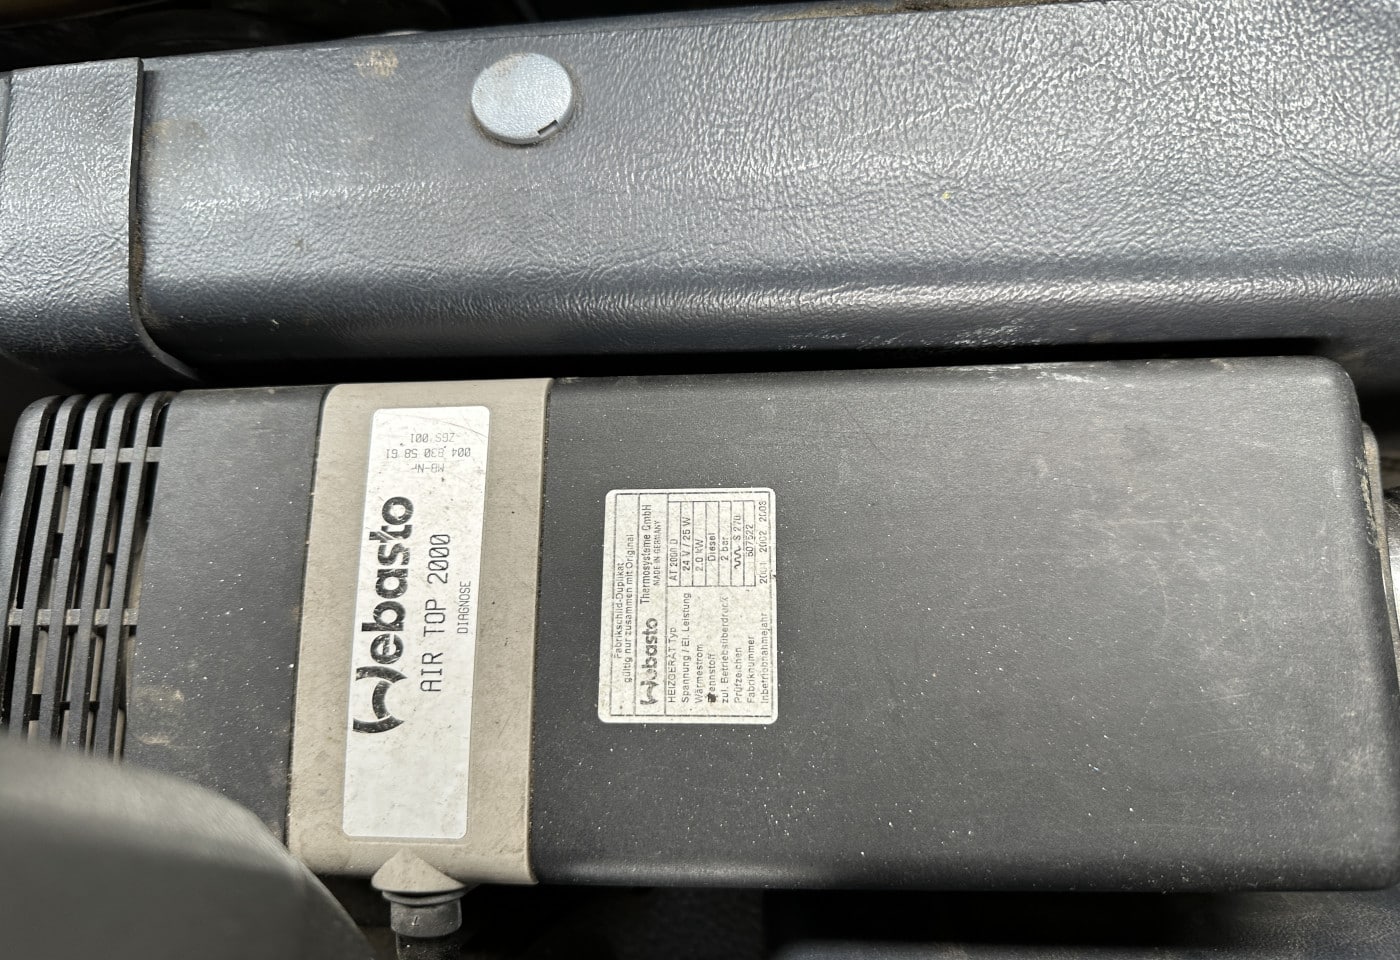 MB-Nr
004 830 58 61
ZGS 001
Webasto
AIR TOP 2000
DIAGNOSE
Fabrikschild-Duplikat
gültig nur zusammen mit Original
Webasto Thermosysteme GmbH
MADE IN GERMANY
HEIZGERÄT Typ AT 2000 D
Spannung / El. Leistung 24 V / 25 W
Wärmestrom 2.0 kW
Brennstoff Diesel
zul. Betriebsüberdruck 2 bar
Prüfzeichen S 270
Fabriknummer 607522
Inbetriebnahmejahr 2001 2002 2003